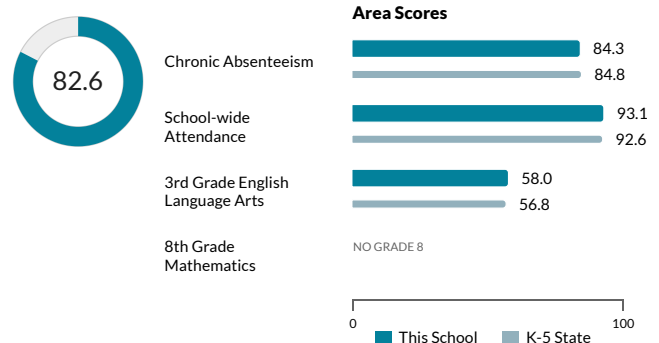 Area Scores
82.6
Chronic Absenteeism
84.3
84.8
School-wide
Attendance
93.1
92.6
3rd Grade English
Language Arts
58.0
56.8
8th Grade
Mathematics
NO GRADE 8
0
100
This School
K-5 State